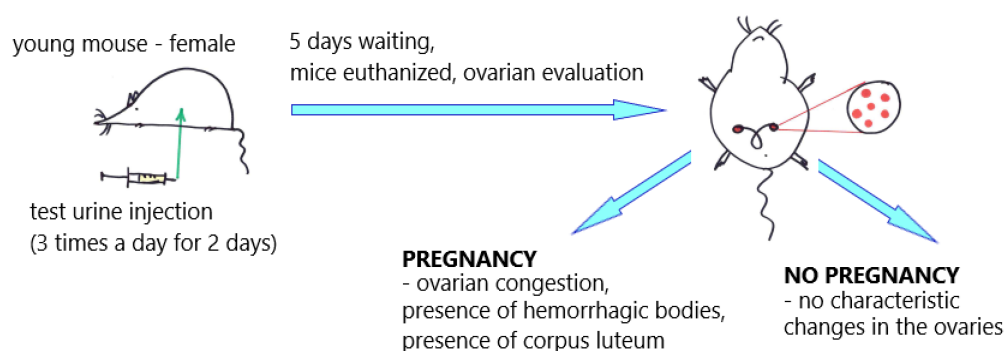 young mouse - female
5 days waiting,
mice euthanized, ovarian evaluation
test urine injection
(3 times a day for 2 days)
PREGNANCY
- ovarian congestion,
presence of hemorrhagic bodies,
presence of corpus luteum
NO PREGNANCY
- no characteristic
changes in the ovaries